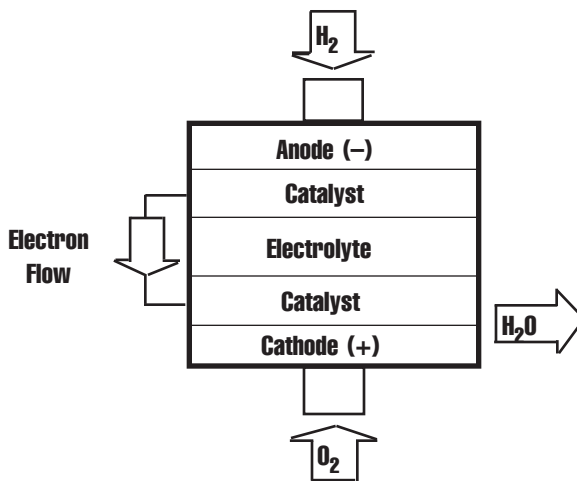 H₂
Anode (–)
Catalyst
Electron
Flow
Electrolyte
Catalyst
H₂O
Cathode (+)
O₂